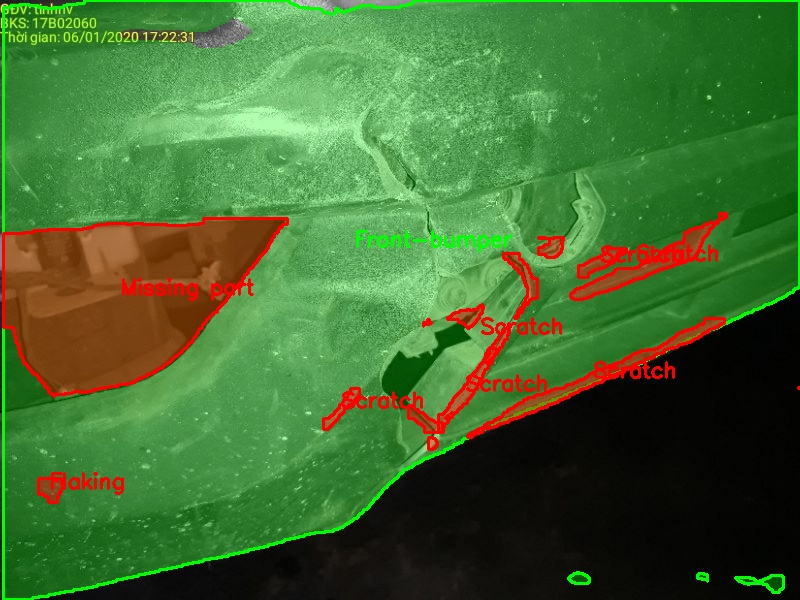 GDV: tinhnv
BKS: 17B02060
Thời gian: 06/01/2020 17:22:31
Front-bumper
Scratch
Scratch
Missing part
Scratch
Scratch
Scratch
Scratch
Flaking